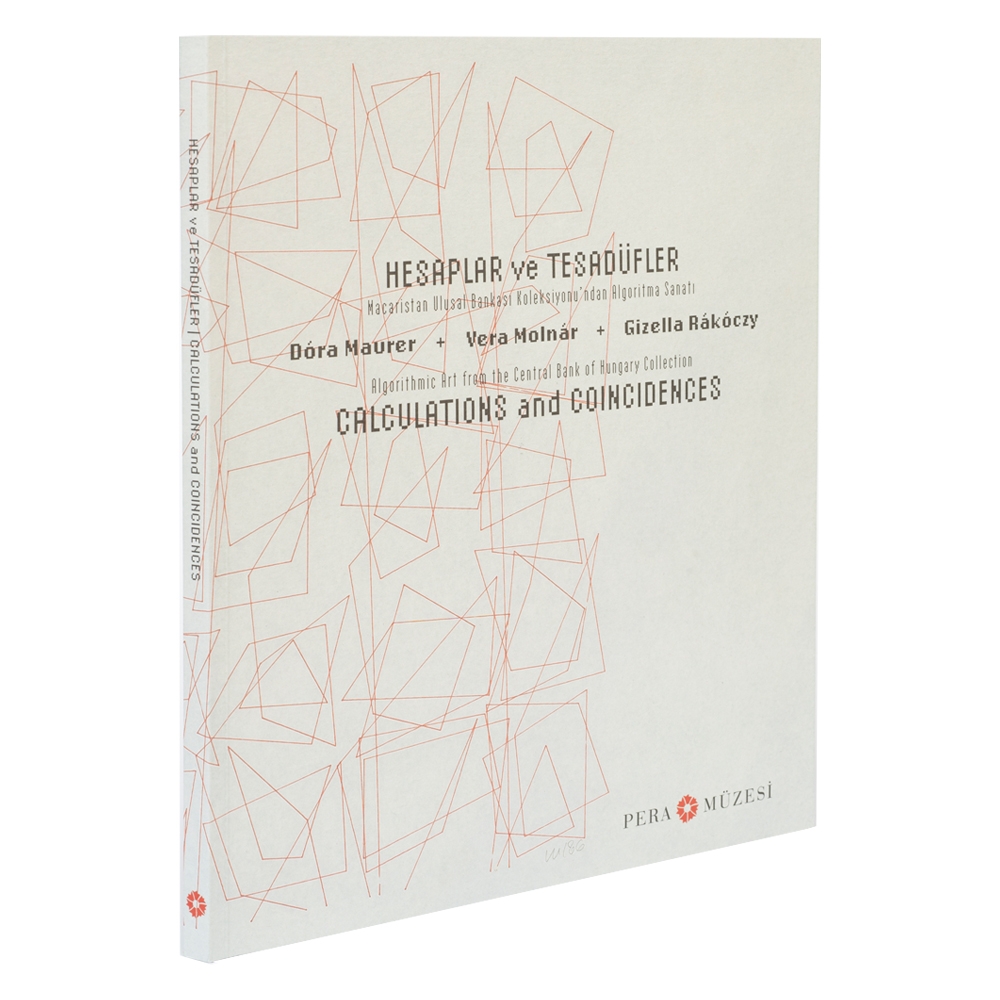 HESAPLAR ve TESADÜFLER
Macaristan Ulusal Bankası Koleksiyonu'ndan Algoritma Sanatı
Dóra Maurer + Vera Molnár + Gizella Rákóczy
Algorithmic Art from the Central Bank of Hungary Collection
CALCULATIONS and COINCIDENCES
PERA MÜZESİ
HESAPLAR ve TESADÜFLER | CALCULATIONS and COINCIDENCES